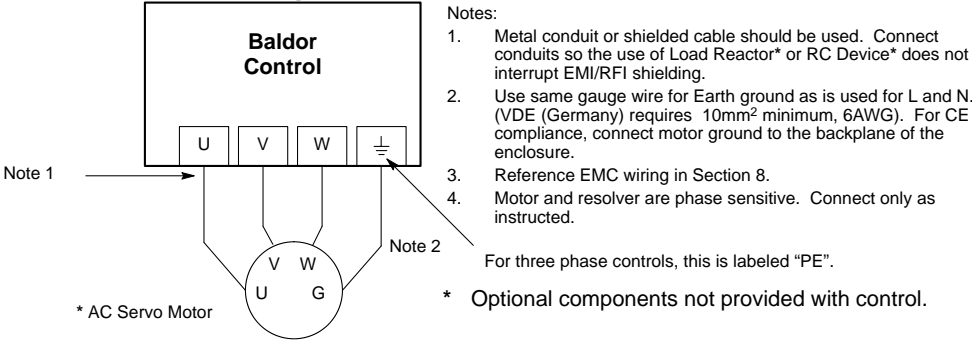 Baldor
Control
U V W
Note 1
Note 2
V W
U G
* AC Servo Motor
Notes:
1. Metal conduit or shielded cable should be used. Connect
conduits so the use of Load Reactor* or RC Device* does not
interrupt EMI/RFI shielding.
2. Use same gauge wire for Earth ground as is used for L and N.
(VDE (Germany) requires 10mm² minimum, 6AWG). For CE
compliance, connect motor ground to the backplane of the
enclosure.
3. Reference EMC wiring in Section 8.
4. Motor and resolver are phase sensitive. Connect only as
instructed.
For three phase controls, this is labeled “PE”.
* Optional components not provided with control.